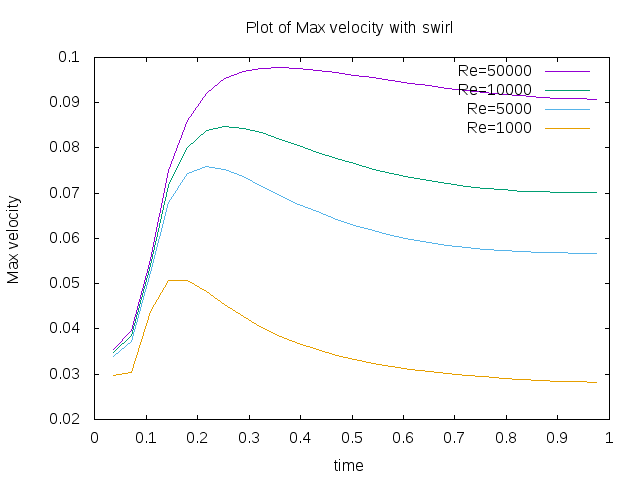 Plot of Max velocity with swirl
Max velocity
0.1
0.09
0.08
0.07
0.06
0.05
0.04
0.03
0.02
Re=50000
Re=10000
Re=5000
Re=1000
0 0.1 0.2 0.3 0.4 0.5 0.6 0.7 0.8 0.9 1
time